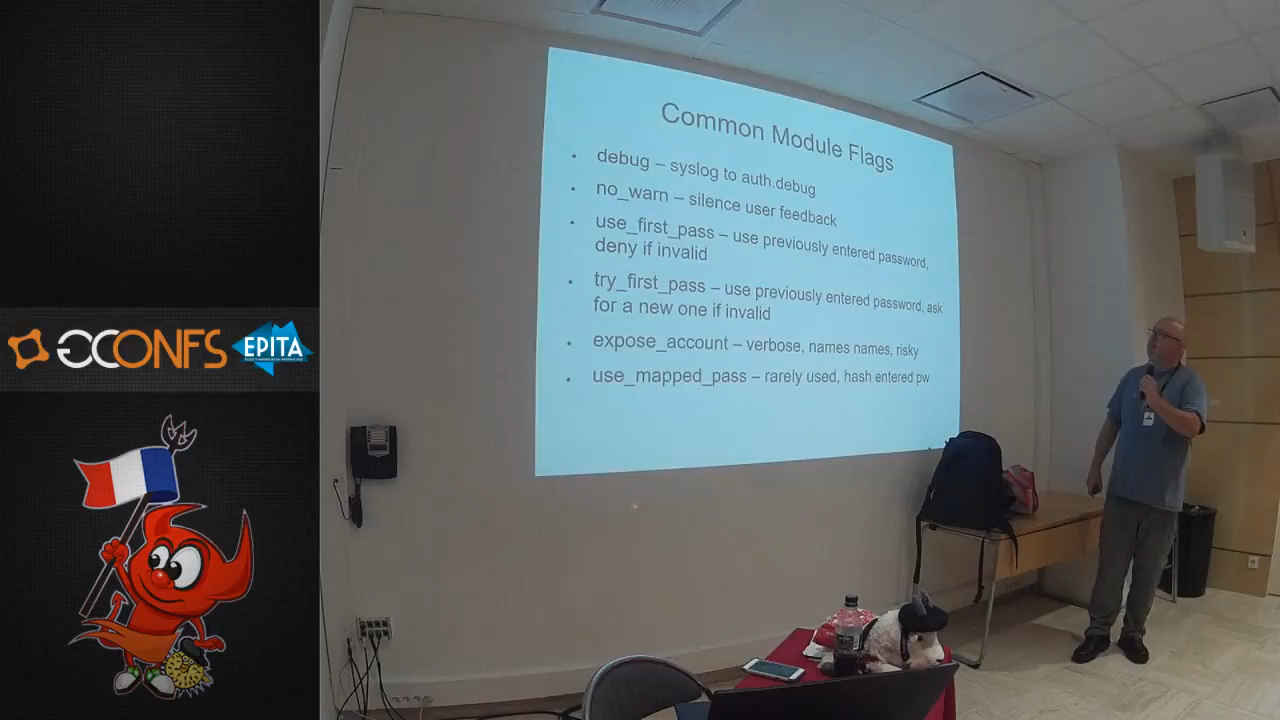 GCONFS
EPITA
Common Module Flags
debug – syslog to auth.debug
no_warn – silence user feedback
use_first_pass – use previously entered password,
deny if invalid
try_first_pass – use previously entered password, ask
for a new one if invalid
expose_account – verbose, names names, risky
use_mapped_pass – rarely used, hash entered pw